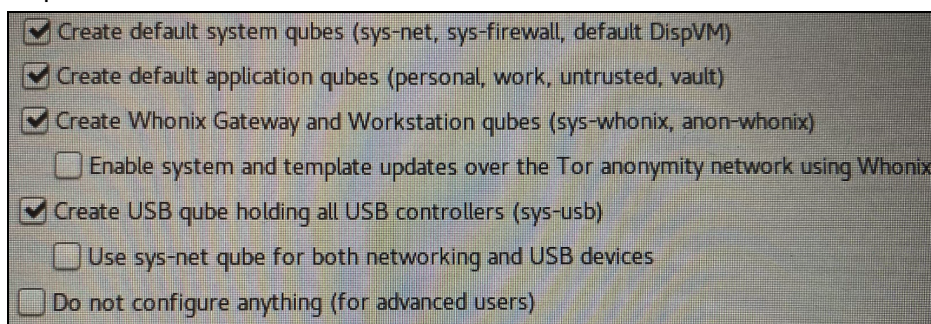 Create default system qubes (sys-net, sys-firewall, default DispVM)
Create default application qubes (personal, work, untrusted, vault)
Create Whonix Gateway and Workstation qubes (sys-whonix, anon-whonix)
Enable system and template updates over the Tor anonymity network using Whonix
Create USB qube holding all USB controllers (sys-usb)
Use sys-net qube for both networking and USB devices
Do not configure anything (for advanced users)